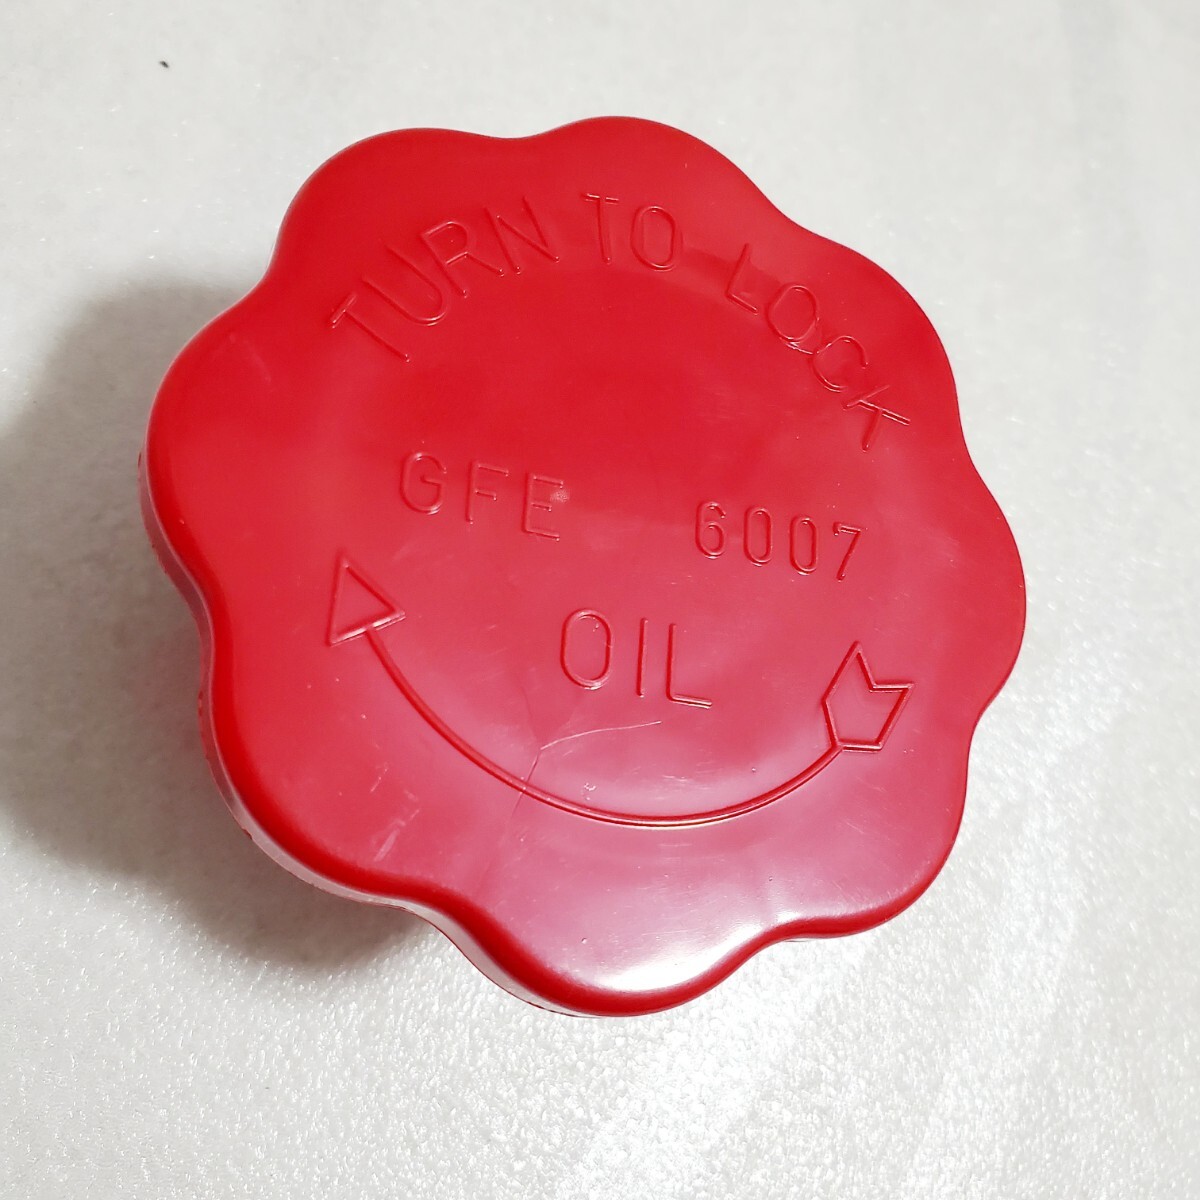 TURN TO LOCK
GFE 6007
OIL